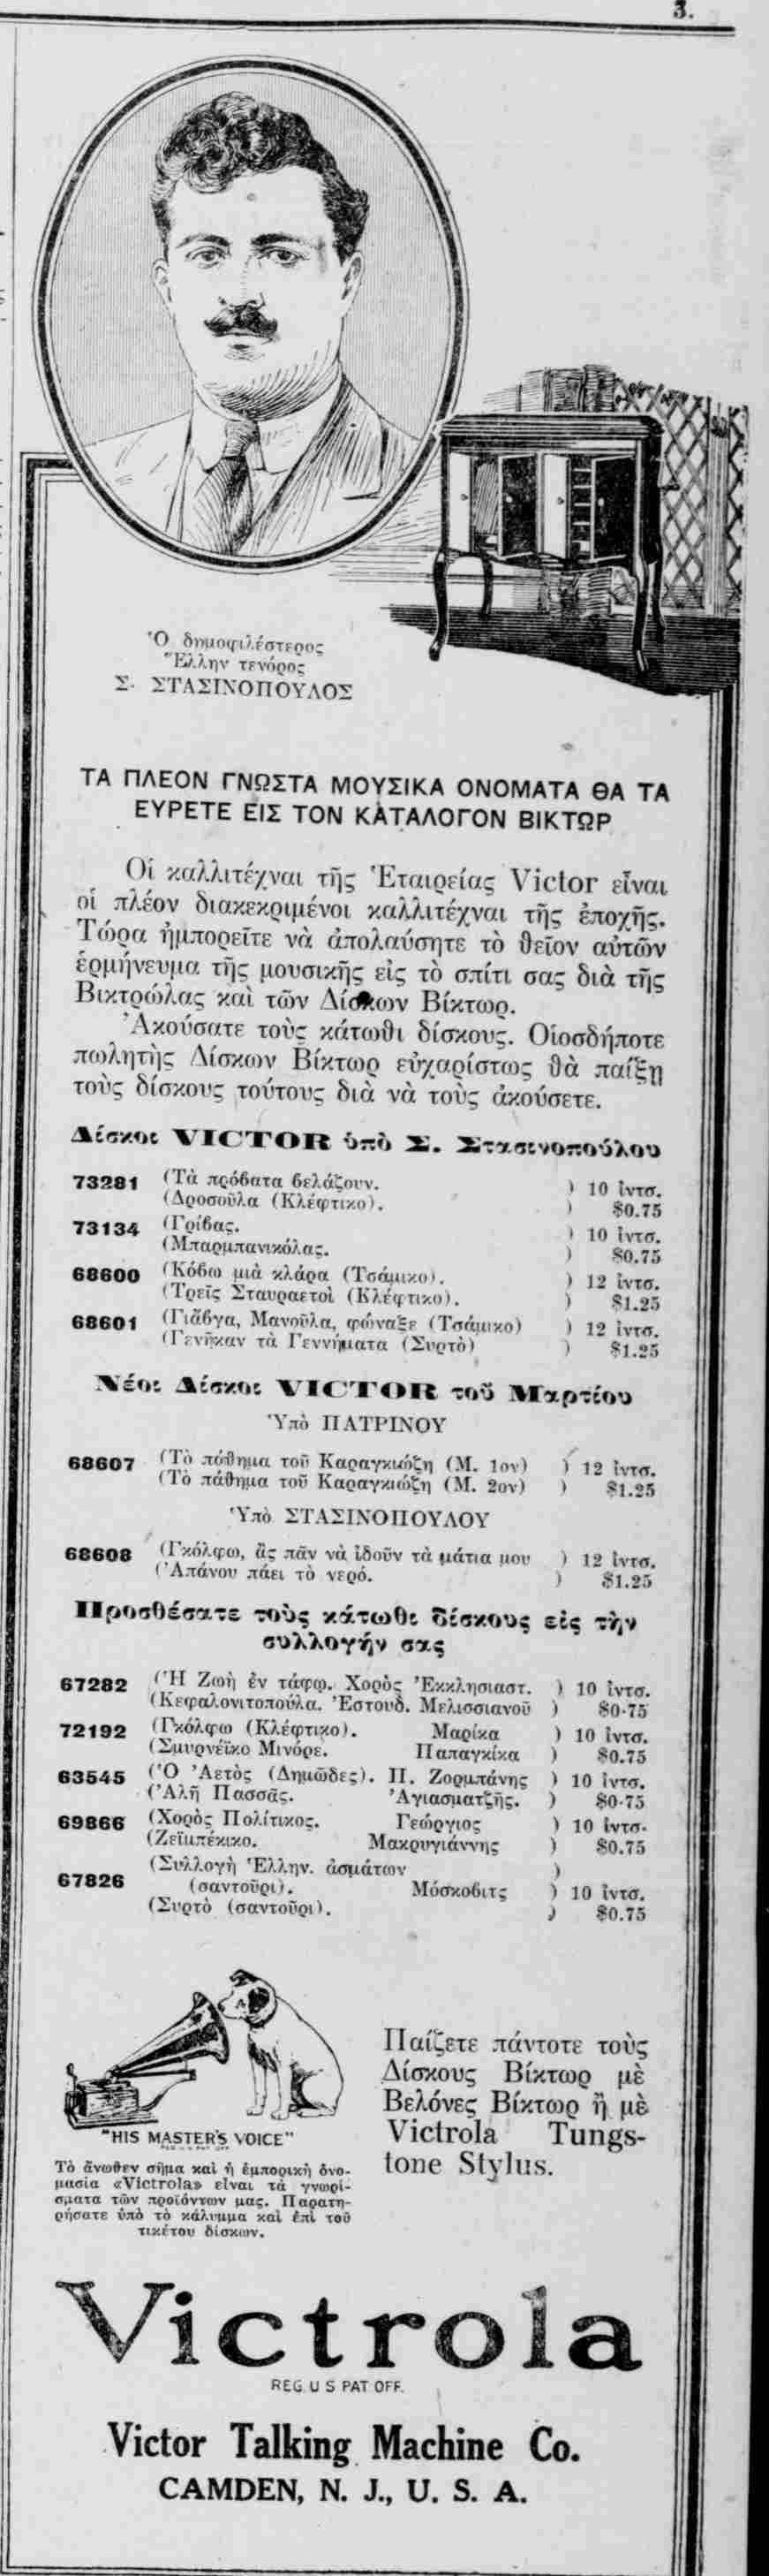 3.
Ὁ δημοφιλέστερος
Ἕλλην τενόρος
Σ. ΣΤΑΣΙΝΟΠΟΥΛΟΣ
ΤΑ ΠΛΕΟΝ ΓΝΩΣΤΑ ΜΟΥΣΙΚΑ ΟΝΟΜΑΤΑ ΘΑ ΤΑ
ΕΥΡΕΤΕ ΕΙΣ ΤΟΝ ΚΑΤΑΛΟΓΟΝ ΒΙΚΤΩΡ
Οἱ καλλιτέχναι τῆς Ἑταιρείας Victor εἶναι
οἱ πλέον διακεκριμένοι καλλιτέχναι τῆς ἐποχῆς.
Τώρα ἠμπορεῖτε νὰ ἀπολαύσητε τὸ θεῖον αὐτῶν
ἑρμήνευμα τῆς μουσικῆς εἰς τὸ σπίτι σας διὰ τῆς
Βικτρώλας καὶ τῶν Δίσκων Βίκτωρ.
Ἀκούσατε τοὺς κάτωθι δίσκους. Οἱοσδήποτε
πωλητὴς Δίσκων Βίκτωρ εὐχαρίστως θὰ παίξῃ
τοὺς δίσκους τούτους διὰ νὰ τοὺς ἀκούσετε.
Δίσκοι VICTOR ὑπὸ Σ. Στασινοπούλου
73281 (Τὰ πρόβατα βελάζουν. ) 10 ἰντσ.
(Δροσοῦλα (Κλέφτικο). ) $0.75
73134 (Γρίβας. ) 10 ἰντσ.
(Μπαρμπανικόλας. ) $0.75
68600 (Κόβω μιὰ κλάρα (Τσάμικο). ) 12 ἰντσ.
(Τρεῖς Σταυραετοὶ (Κλέφτικο). ) $1.25
68601 (Γιάβγα, Μανοῦλα, φώναξε (Τσάμικο) ) 12 ἰντσ.
(Γενῆκαν τὰ Γεννήματα (Συρτὸ) ) $1.25
Νέοι Δίσκοι VICTOR τοῦ Μαρτίου
Ὑπὸ ΠΑΤΡΙΝΟΥ
68607 (Τὸ πάθημα τοῦ Καραγκιώζη (Μ. 1ον) ) 12 ἰντσ.
(Τὸ πάθημα τοῦ Καραγκιώζη (Μ. 2ον) ) $1.25
Ὑπὸ ΣΤΑΣΙΝΟΠΟΥΛΟΥ
68608 (Γκόλφω, ἂς πᾶν νὰ ἰδοῦν τὰ μάτια μου ) 12 ἰντσ.
(Ἀπάνου πάει τὸ νερό. ) $1.25
Προσθέσατε τοὺς κάτωθι δίσκους εἰς τὴν
συλλογήν σας
67282 (Ἡ Ζωὴ ἐν τάφῳ. Χορὸς Ἐκκλησιαστ. ) 10 ἰντσ.
(Κεφαλονιτοπούλα. Ἐστουδ. Μελισσιανοῦ ) $0.75
72192 (Γκόλφω (Κλέφτικο). Μαρίκα ) 10 ἰντσ.
(Σμυρνέϊκο Μινόρε. Παπαγκίκα ) $0.75
63545 (Ὁ Ἀετὸς (Δημῶδες). Π. Ζορμπάνης ) 10 ἰντσ.
(Ἀλῆ Πασσᾶς. Ἀγιασματζῆς. ) $0.75
69866 (Χορὸς Πολίτικος. Γεώργιος ) 10 ἰντσ.
(Ζεϊμπέκικο. Μακρυγιάννης ) $0.75
(Συλλογὴ Ἑλλην. ἀσμάτων )
67826 (σαντοῦρι). Μόσκοβιτς ) 10 ἰντσ.
(Συρτὸ (σαντοῦρι). ) $0.75
"HIS MASTER'S VOICE"
REG. U.S. PAT. OFF.
Τὸ ἄνωθεν σῆμα καὶ ἡ ἐμπορικὴ ὀνο-
μασία «Victrola» εἶναι τὰ γνωρί-
σματα τῶν προϊόντων μας. Παρατη-
ρήσατε ὑπὸ τὸ κάλυμμα καὶ ἐπὶ τοῦ
τικέτου δίσκων.
Παίζετε πάντοτε τοὺς
Δίσκους Βίκτωρ μὲ
Βελόνες Βίκτωρ ἢ μὲ
Victrola Tungs-
tone Stylus.
Victrola
REG. U S PAT OFF.
Victor Talking Machine Co.
CAMDEN, N. J., U. S. A.